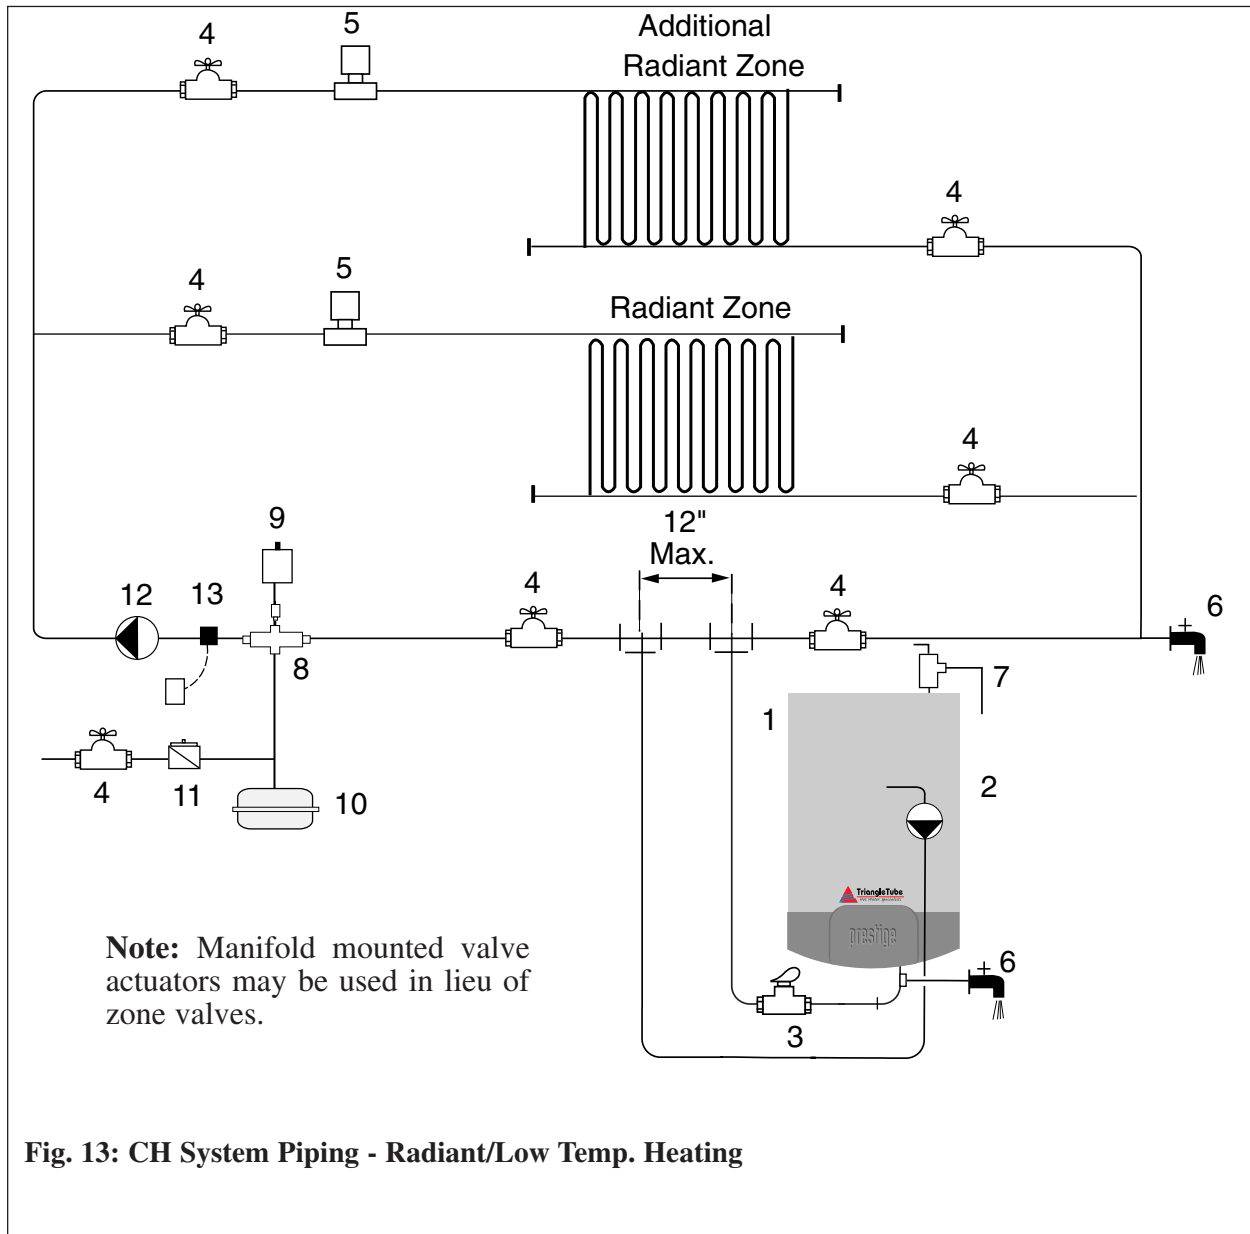 4
5
Additional
Radiant Zone
4
4
5
Radiant Zone
4
12"
Max.
9
12
13
4
4
6
8
7
1
4
11
10
2
TriangleTube
prestige
6
3
Note: Manifold mounted valve
actuators may be used in lieu of
zone valves.
Fig. 13: CH System Piping - Radiant/Low Temp. Heating